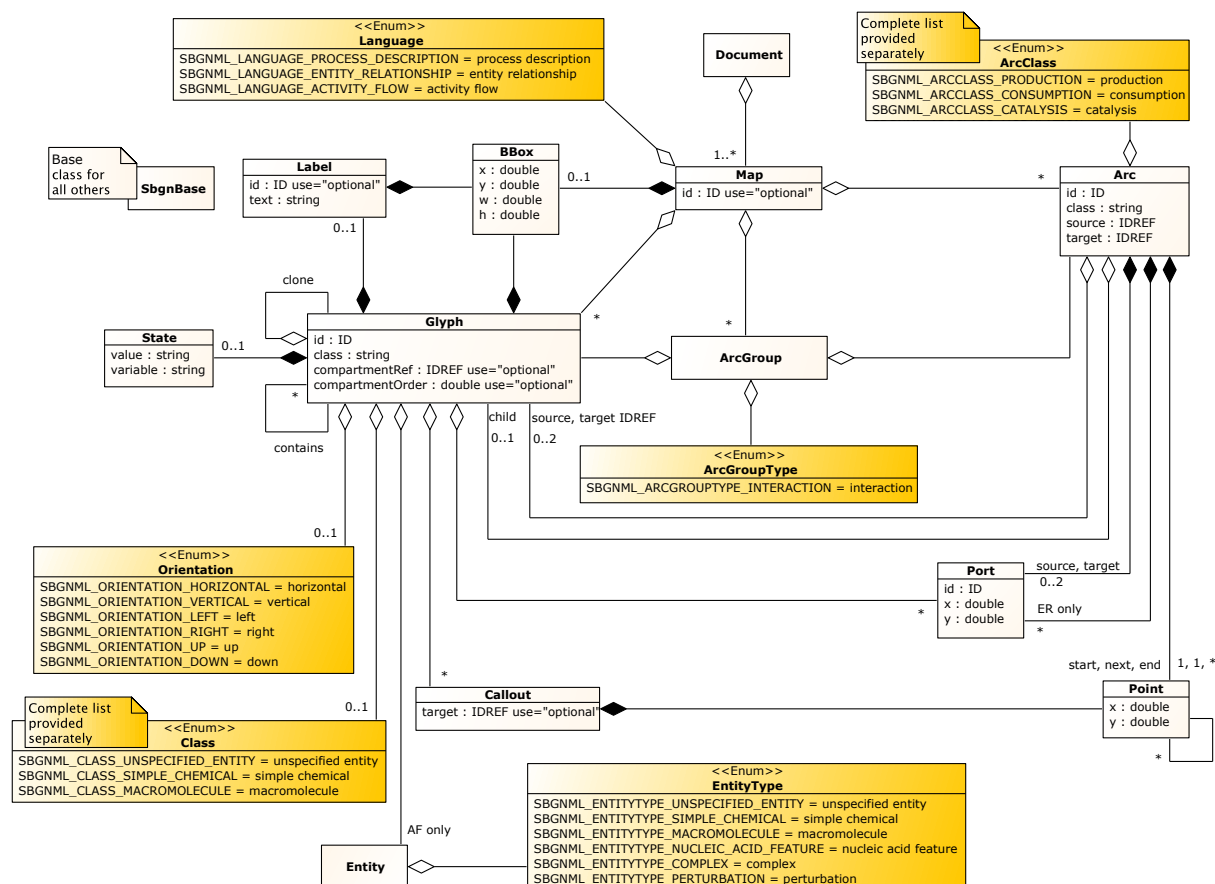 <<Enum>>
Language
SBGNML_LANGUAGE_PROCESS_DESCRIPTION = process description
SBGNML_LANGUAGE_ENTITY_RELATIONSHIP = entity relationship
SBGNML_LANGUAGE_ACTIVITY_FLOW = activity flow
Document
Complete list
provided
separately
<<Enum>>
ArcClass
SBGNML_ARCCLASS_PRODUCTION = production
SBGNML_ARCCLASS_CONSUMPTION = consumption
SBGNML_ARCCLASS_CATALYSIS = catalysis
1..*
Base
class for
all others
SbgnBase
Label
id : ID use="optional"
text : string
0..1
BBox
x : double
y : double
w : double
h : double
0..1
Map
id : ID use="optional"
*
Arc
id : ID
class : string
source : IDREF
target : IDREF
clone
State
value : string
variable : string
0..1
Glyph
id : ID
class : string
compartmentRef : IDREF use="optional"
compartmentOrder : double use="optional"
*
*
ArcGroup
*
contains
child
0..1
source, target IDREF
0..2
<<Enum>>
ArcGroupType
SBGNML_ARCGROUPTYPE_INTERACTION = interaction
0..1
<<Enum>>
Orientation
SBGNML_ORIENTATION_HORIZONTAL = horizontal
SBGNML_ORIENTATION_VERTICAL = vertical
SBGNML_ORIENTATION_LEFT = left
SBGNML_ORIENTATION_RIGHT = right
SBGNML_ORIENTATION_UP = up
SBGNML_ORIENTATION_DOWN = down
*
Port
id : ID
x : double
y : double
source, target
0..2
ER only
*
*
Callout
target : IDREF use="optional"
start, next, end
1, 1, *
Point
x : double
y : double
*
0..1
Complete list
provided
separately
<<Enum>>
Class
SBGNML_CLASS_UNSPECIFIED_ENTITY = unspecified entity
SBGNML_CLASS_SIMPLE_CHEMICAL = simple chemical
SBGNML_CLASS_MACROMOLECULE = macromolecule
AF only
Entity
<<Enum>>
EntityType
SBGNML_ENTITYTYPE_UNSPECIFIED_ENTITY = unspecified entity
SBGNML_ENTITYTYPE_SIMPLE_CHEMICAL = simple chemical
SBGNML_ENTITYTYPE_MACROMOLECULE = macromolecule
SBGNML_ENTITYTYPE_NUCLEIC_ACID_FEATURE = nucleic acid feature
SBGNML_ENTITYTYPE_COMPLEX = complex
SBGNML_ENTITYTYPE_PERTURBATION = perturbation